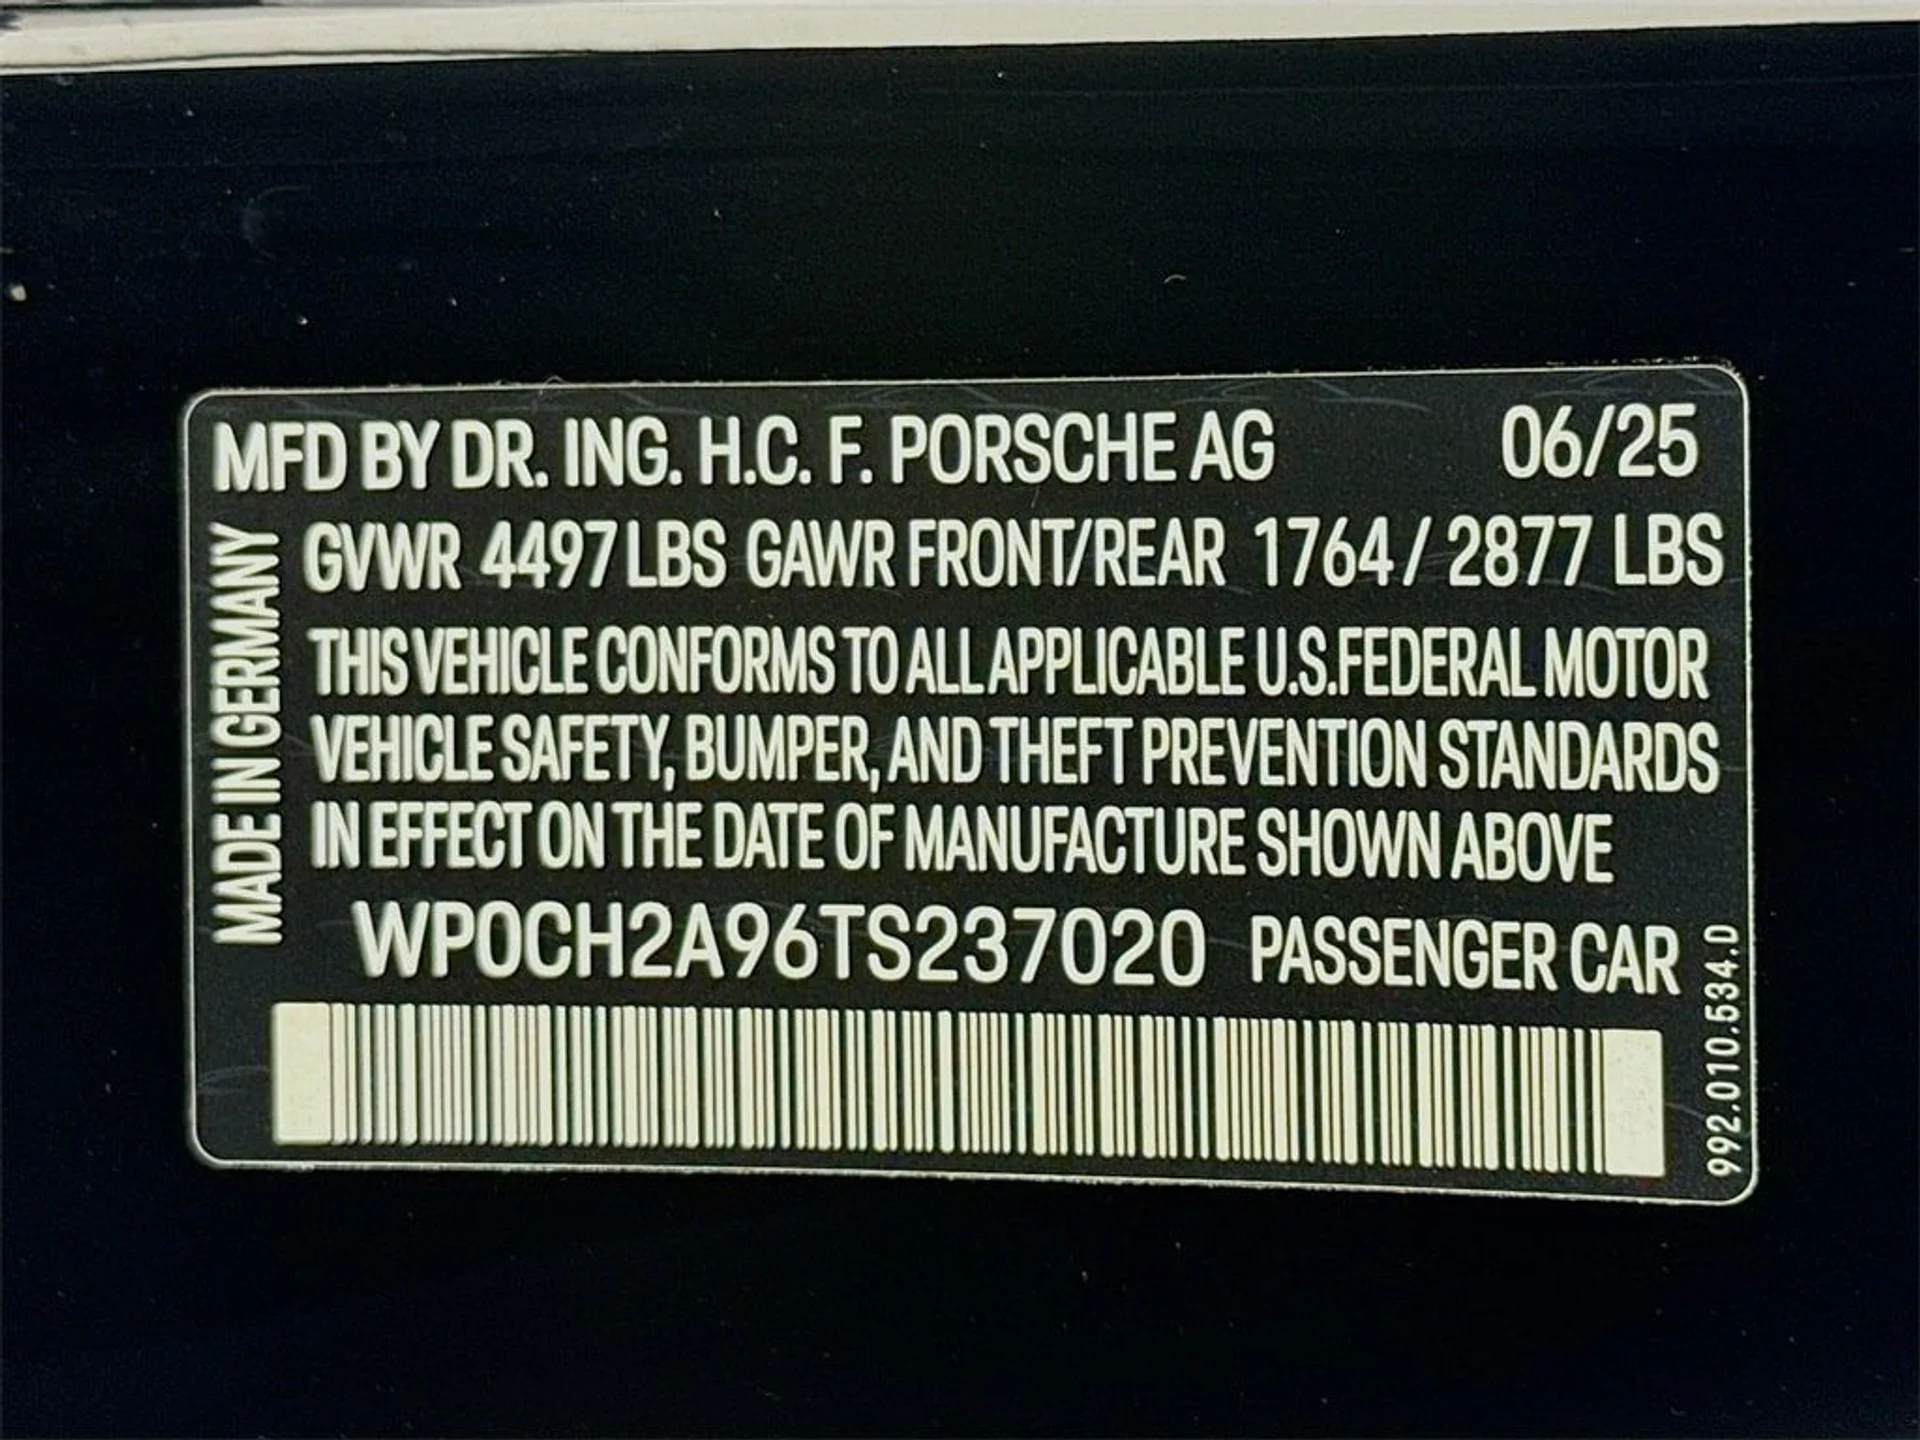 MFD BY DR. ING. H.C. F. PORSCHE AG 06/25
GVWR 4497 LBS GAWR FRONT/REAR 1764 / 2877 LBS
THIS VEHICLE CONFORMS TO ALL APPLICABLE U.S.FEDERAL MOTOR
VEHICLE SAFETY, BUMPER, AND THEFT PREVENTION STANDARDS
IN EFFECT ON THE DATE OF MANUFACTURE SHOWN ABOVE
WP0CH2A96TS237020 PASSENGER CAR
MADE IN GERMANY
992.010.534.D